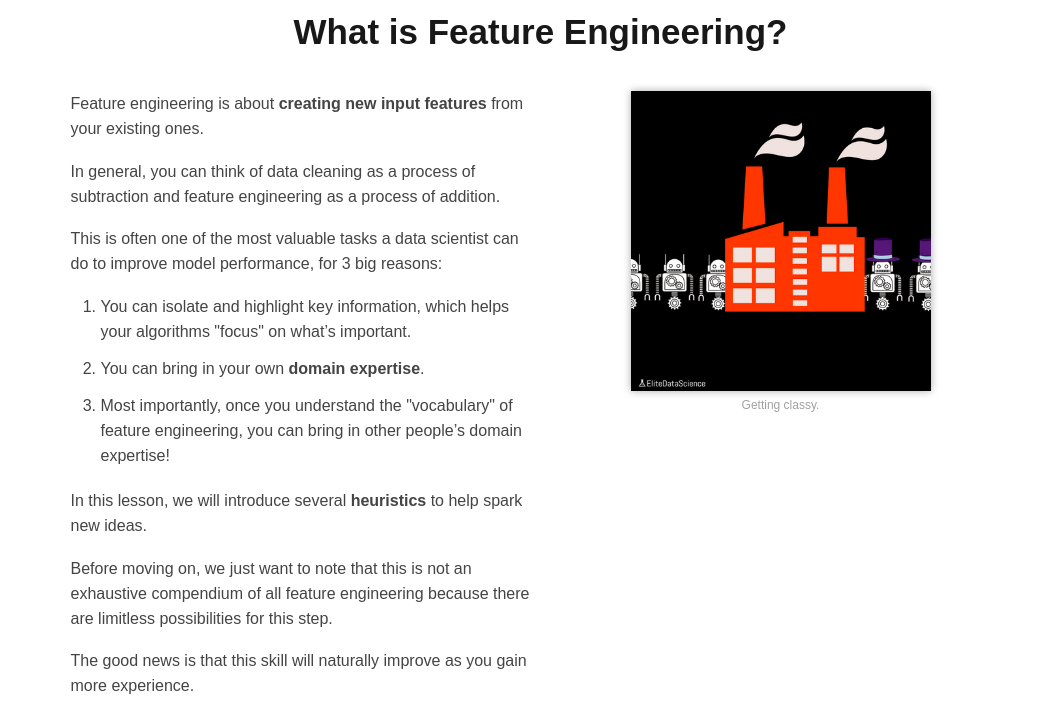 What is Feature Engineering?
Feature engineering is about creating new input features from
your existing ones.
In general, you can think of data cleaning as a process of
subtraction and feature engineering as a process of addition.
This is often one of the most valuable tasks a data scientist can
do to improve model performance, for 3 big reasons:
1. You can isolate and highlight key information, which helps
your algorithms "focus" on what’s important.
2. You can bring in your own domain expertise.
3. Most importantly, once you understand the "vocabulary" of
feature engineering, you can bring in other people’s domain
expertise!
In this lesson, we will introduce several heuristics to help spark
new ideas.
Before moving on, we just want to note that this is not an
exhaustive compendium of all feature engineering because there
are limitless possibilities for this step.
The good news is that this skill will naturally improve as you gain
more experience.
EliteDataScience
Getting classy.